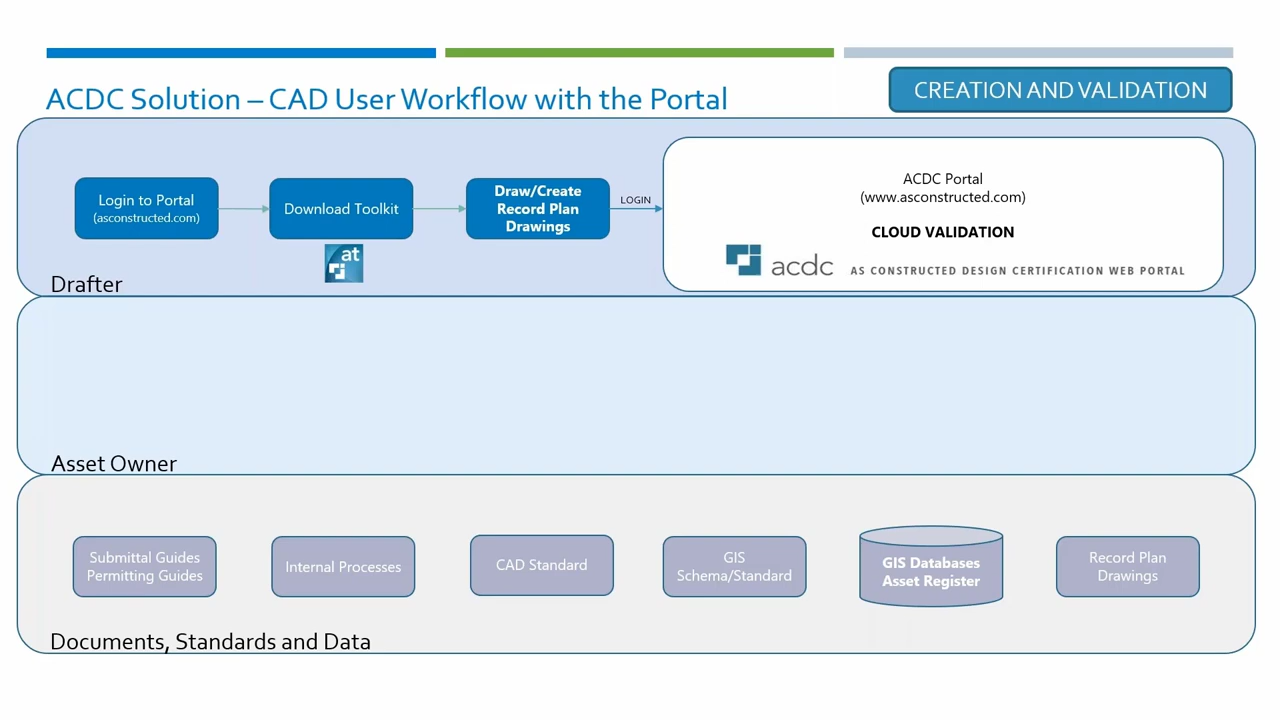 ACDC Solution – CAD User Workflow with the Portal
CREATION AND VALIDATION
Login to Portal
(asconstructed.com)
Download Toolkit
at
Draw/Create
Record Plan
Drawings
LOGIN
ACDC Portal
(www.asconstructed.com)
CLOUD VALIDATION
acdc
AS CONSTRUCTED DESIGN CERTIFICATION WEB PORTAL
Drafter
Asset Owner
Submittal Guides
Permitting Guides
Internal Processes
CAD Standard
GIS
Schema/Standard
GIS Databases
Asset Register
Record Plan
Drawings
Documents, Standards and Data